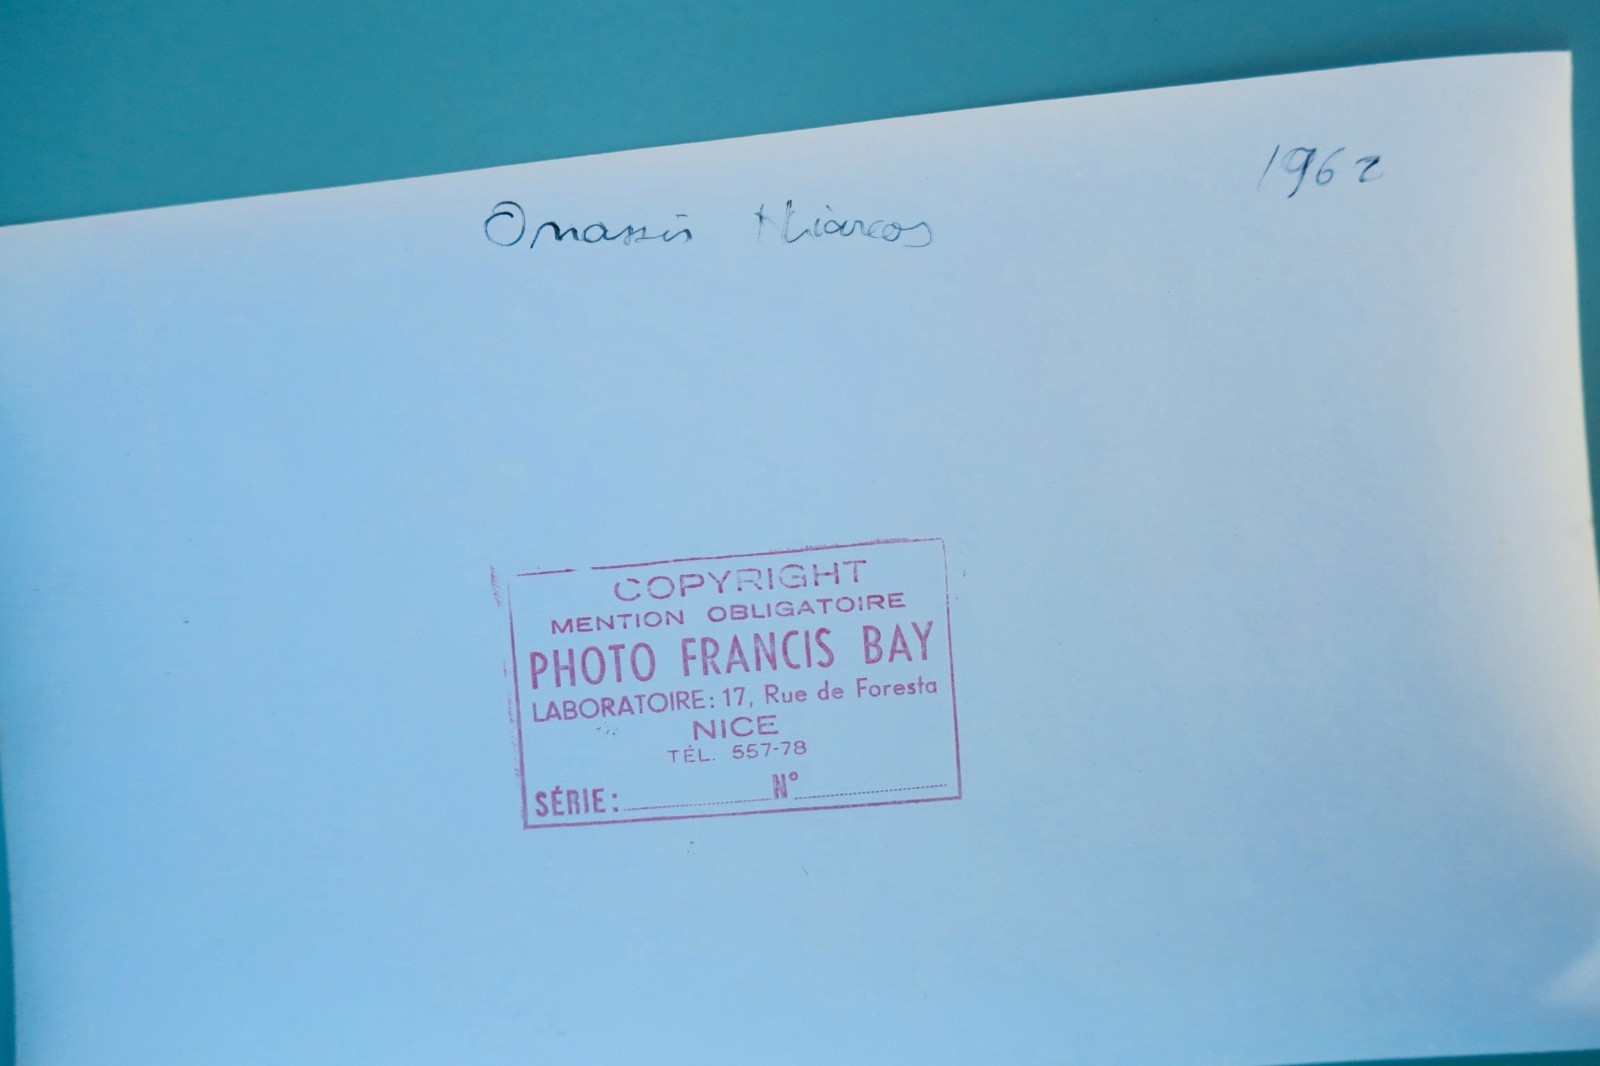 1962
Onassis Niarcos
COPYRIGHT
MENTION OBLIGATOIRE
PHOTO FRANCIS BAY
LABORATOIRE: 17, Rue de Foresta
NICE
TÉL. 557-78
SÉRIE: N°